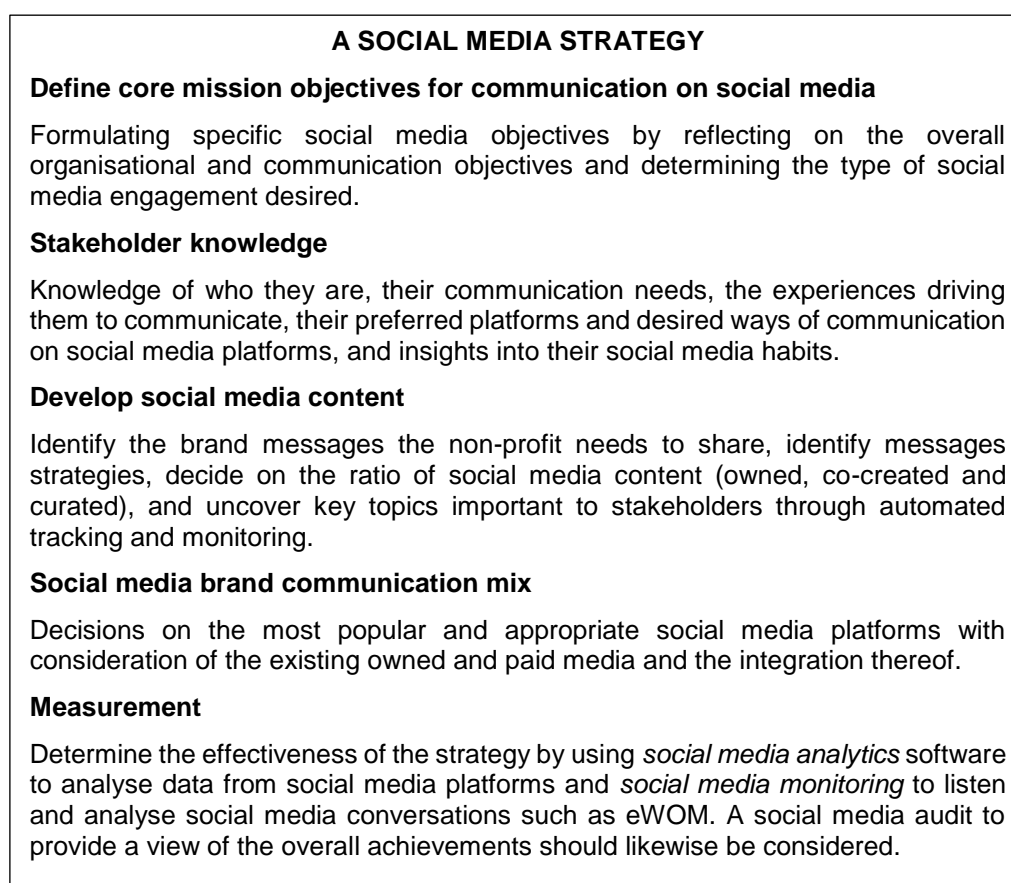 A SOCIAL MEDIA STRATEGY
Define core mission objectives for communication on social media
Formulating specific social media objectives by reflecting on the overall
organisational and communication objectives and determining the type of social
media engagement desired.
Stakeholder knowledge
Knowledge of who they are, their communication needs, the experiences driving
them to communicate, their preferred platforms and desired ways of communication
on social media platforms, and insights into their social media habits.
Develop social media content
Identify the brand messages the non-profit needs to share, identify messages
strategies, decide on the ratio of social media content (owned, co-created and
curated), and uncover key topics important to stakeholders through automated
tracking and monitoring.
Social media brand communication mix
Decisions on the most popular and appropriate social media platforms with
consideration of the existing owned and paid media and the integration thereof.
Measurement
Determine the effectiveness of the strategy by using social media analytics software
to analyse data from social media platforms and social media monitoring to listen
and analyse social media conversations such as eWOM. A social media audit to
provide a view of the overall achievements should likewise be considered.